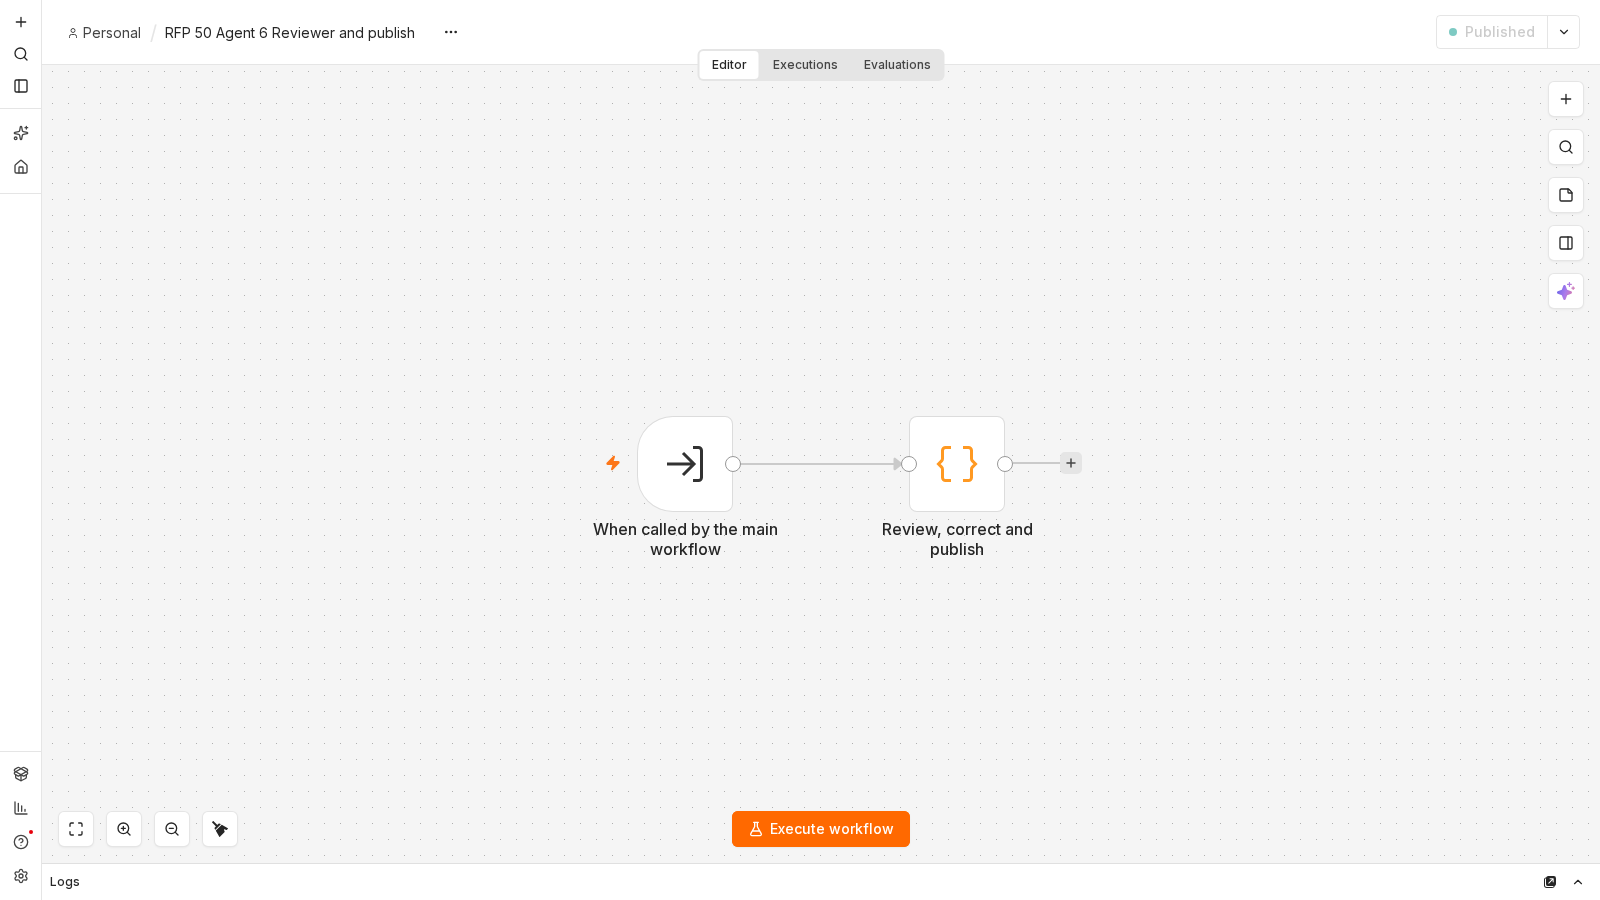 Personal / RFP 50 Agent 6 Reviewer and publish
Published
Editor
Executions
Evaluations
When called by the main
workflow
Review, correct and
publish
Execute workflow
Logs